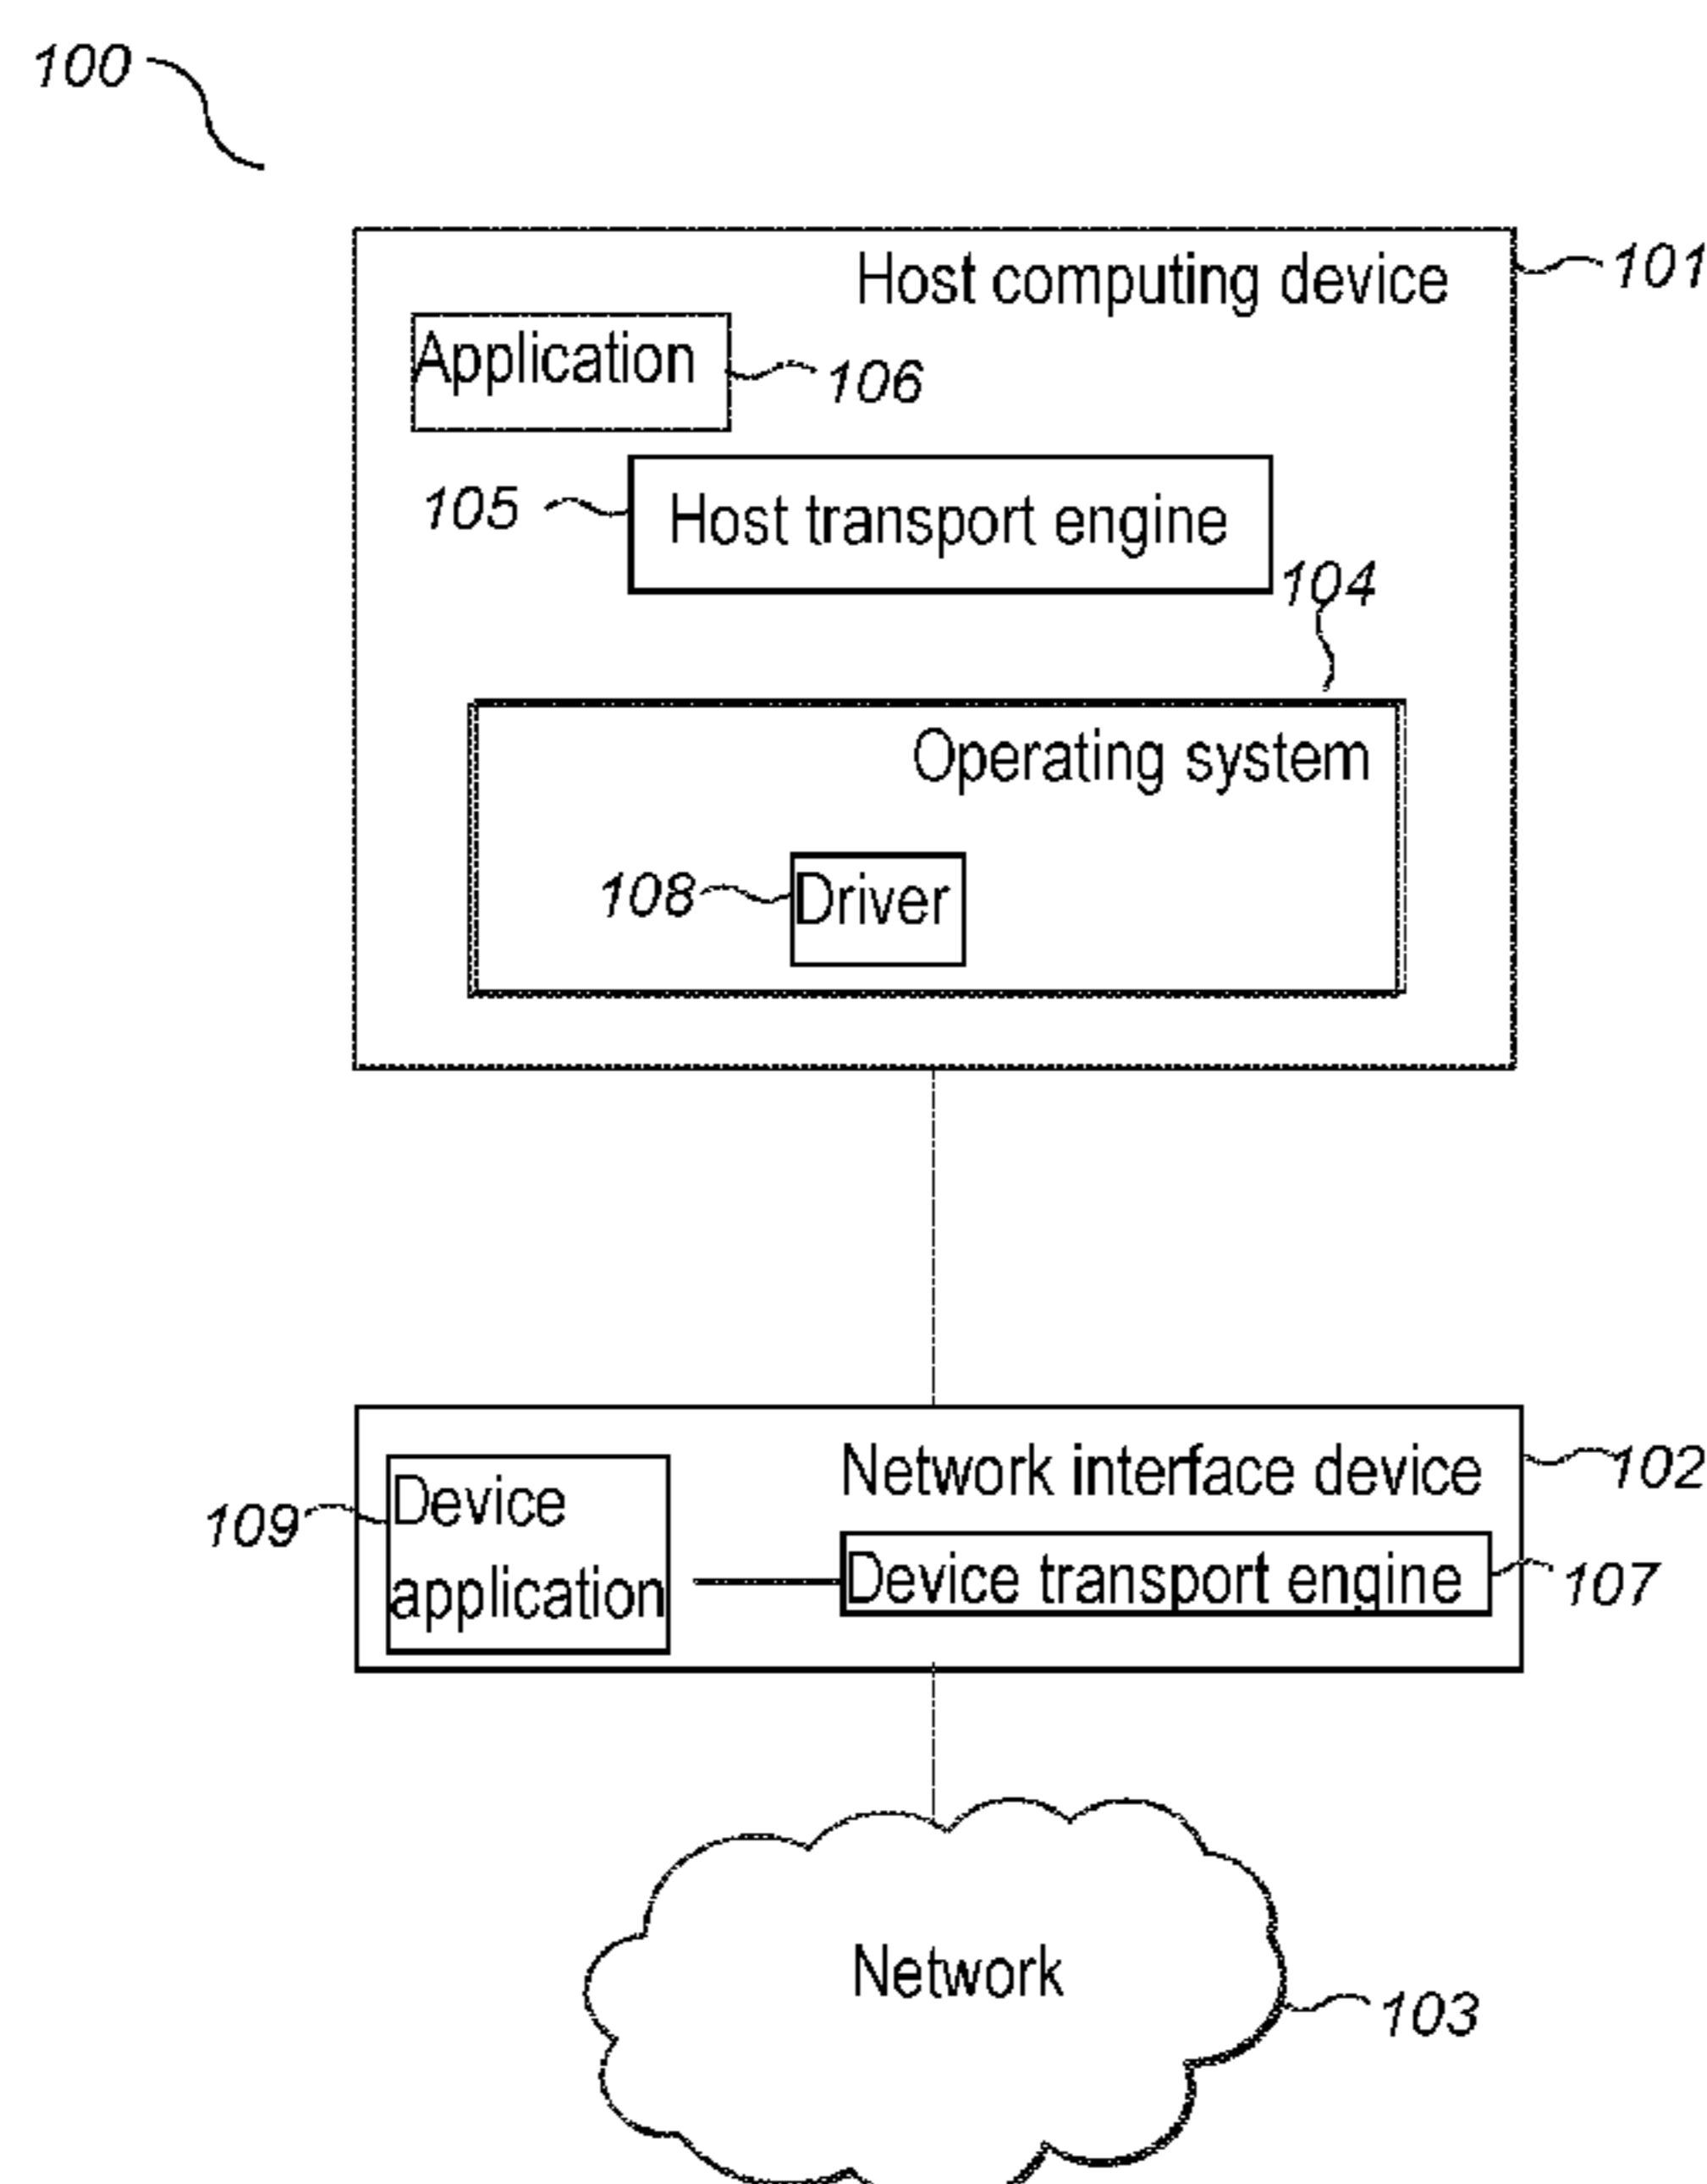 100
Host computing device
101
Application
106
105
Host transport engine
104
Operating system
108
Driver
Network interface device
102
109
Device
application
Device transport engine
107
Network
103